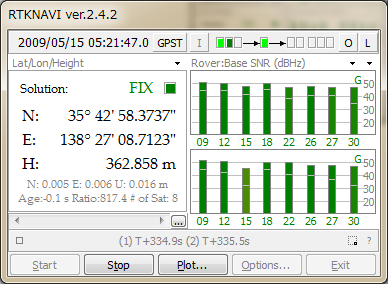 RTKNAVI ver.2.4.2
2009/05/15 05:21:47.0 GPST I O L
Lat/Lon/Height
Solution: FIX
N: 35° 42' 58.3737"
E: 138° 27' 08.7123"
H: 362.858 m
N: 0.005 E: 0.006 U: 0.016 m
Age:-0.1 s Ratio:817.4 # of Sat: 8
...
Rover:Base SNR (dBHz)
G
50
40
30
20
09 12 15 18 22 26 27 30
G
50
40
30
20
09 12 15 18 22 26 27 30
(1) T+334.9s (2) T+335.5s ?
Start Stop Plot... Options... Exit